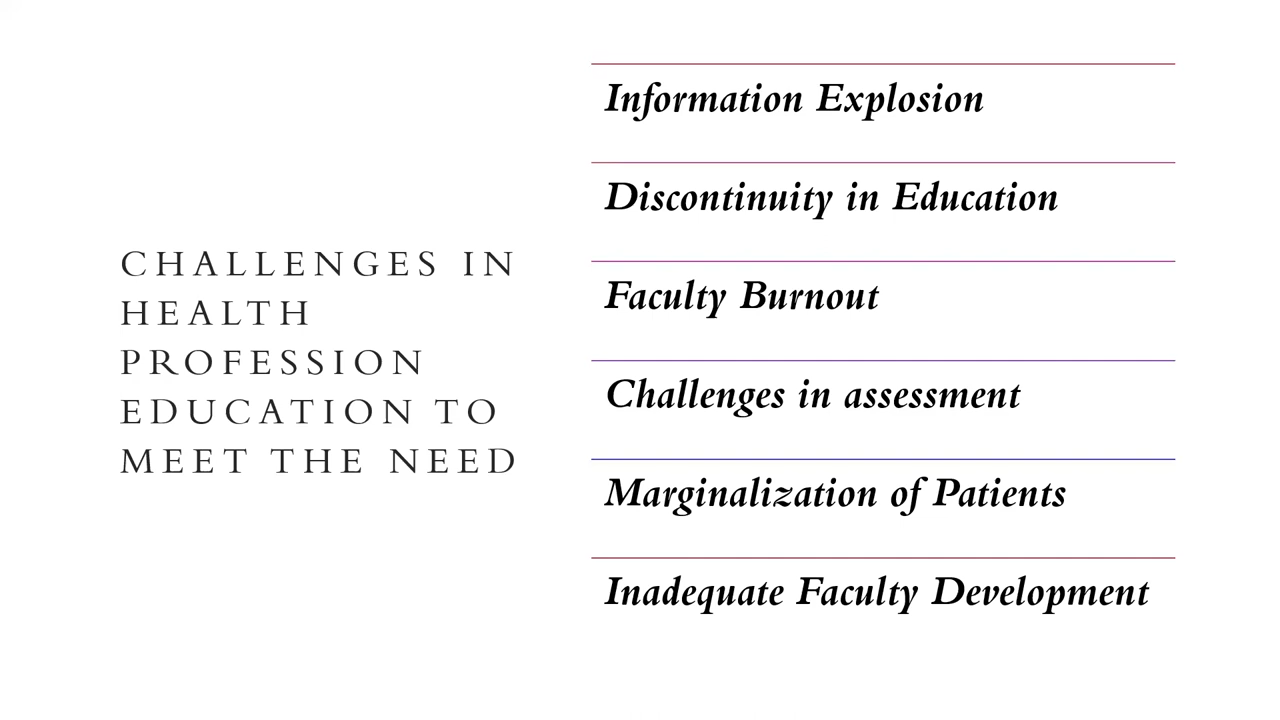 CHALLENGES IN
HEALTH
PROFESSION
EDUCATION TO
MEET THE NEED
Information Explosion
Discontinuity in Education
Faculty Burnout
Challenges in assessment
Marginalization of Patients
Inadequate Faculty Development